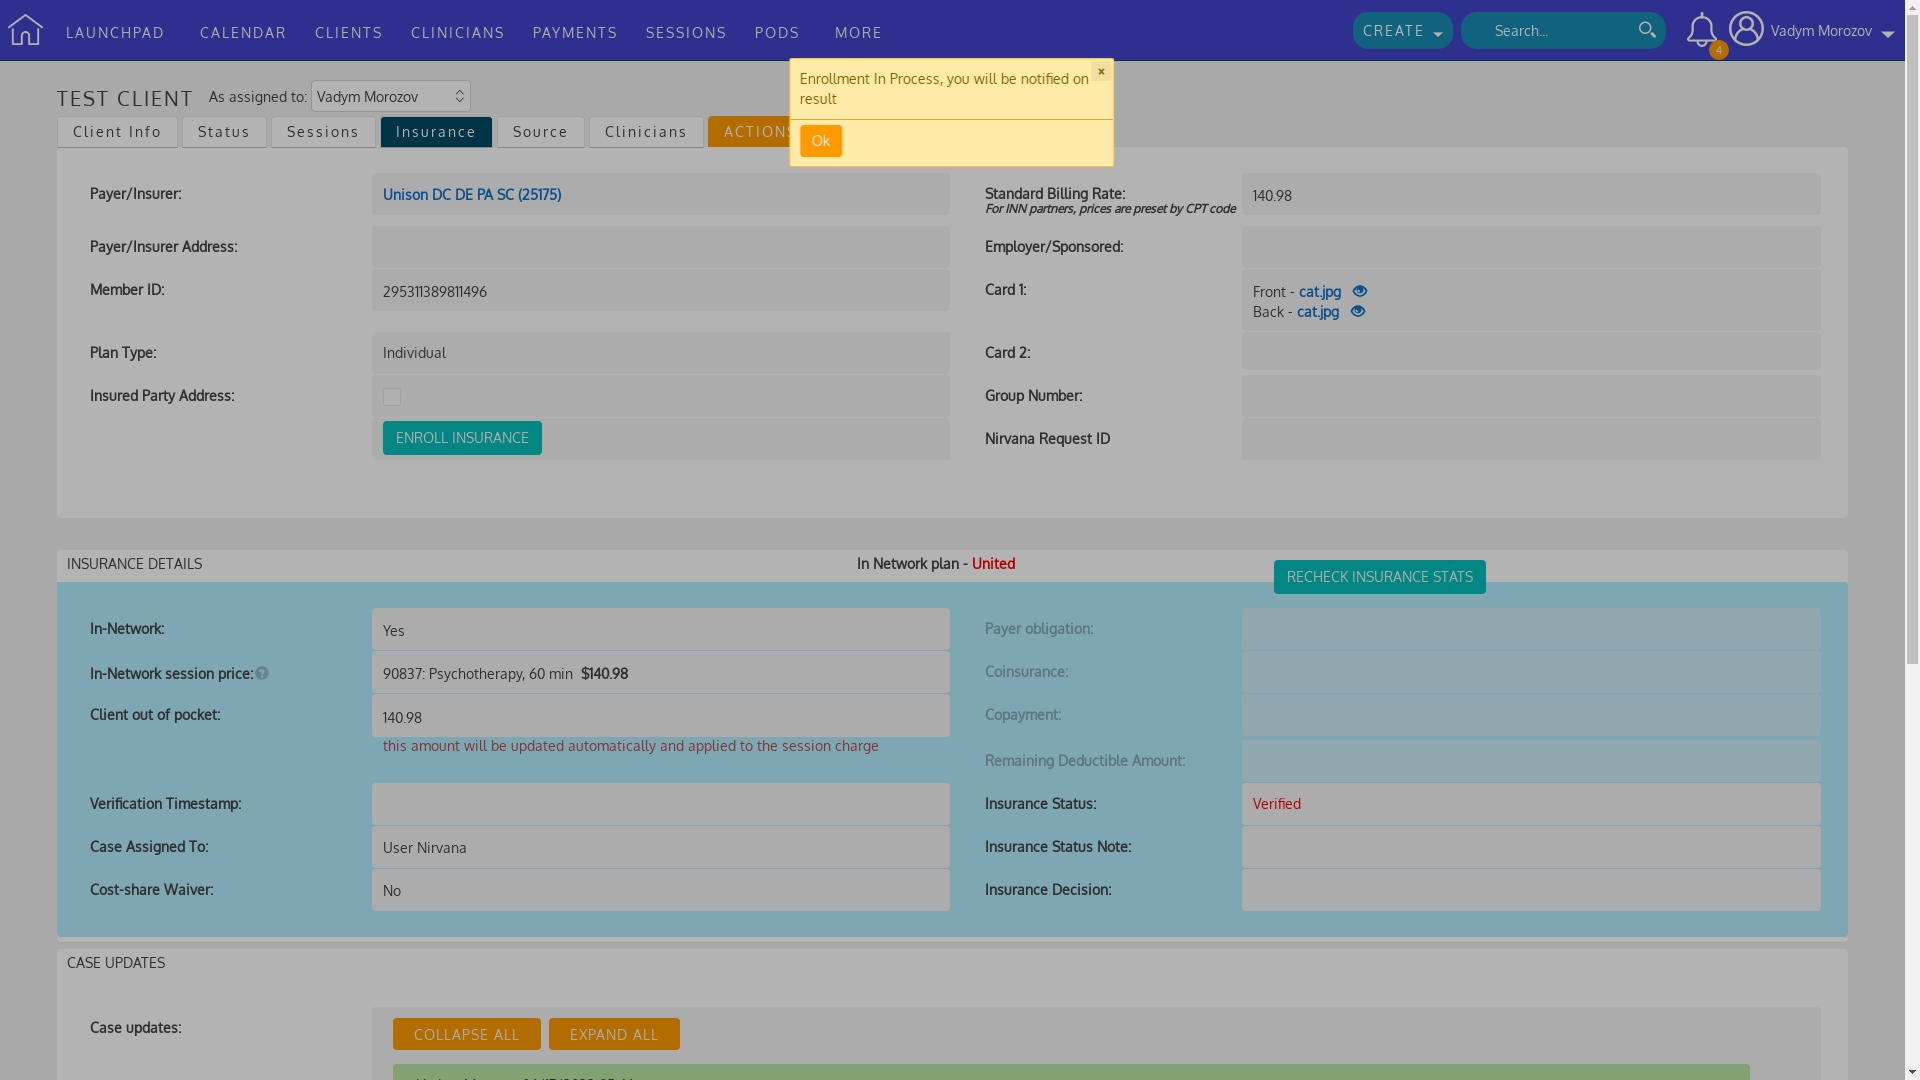 LAUNCHPAD CALENDAR CLIENTS CLINICIANS PAYMENTS SESSIONS PODS MORE CREATE Search... 4 Vadym Morozov
Enrollment In Process, you will be notified on
result
×
Ok
TEST CLIENT As assigned to: Vadym Morozov
Client Info Status Sessions Insurance Source Clinicians ACTIONS
Payer/Insurer: Unison DC DE PA SC (25175)
Standard Billing Rate: 140.98
For INN partners, prices are preset by CPT code
Payer/Insurer Address:
Employer/Sponsored:
Member ID: 295311389811496
Card 1: Front - cat.jpg
Back - cat.jpg
Plan Type: Individual
Card 2:
Insured Party Address:
Group Number:
ENROLL INSURANCE
Nirvana Request ID
INSURANCE DETAILS
In Network plan - United
RECHECK INSURANCE STATS
In-Network: Yes
Payer obligation:
In-Network session price: ? 90837: Psychotherapy, 60 min $140.98
Coinsurance:
Client out of pocket: 140.98
this amount will be updated automatically and applied to the session charge
Copayment:
Remaining Deductible Amount:
Verification Timestamp:
Insurance Status: Verified
Case Assigned To: User Nirvana
Insurance Status Note:
Cost-share Waiver: No
Insurance Decision:
CASE UPDATES
Case updates: COLLAPSE ALL EXPAND ALL